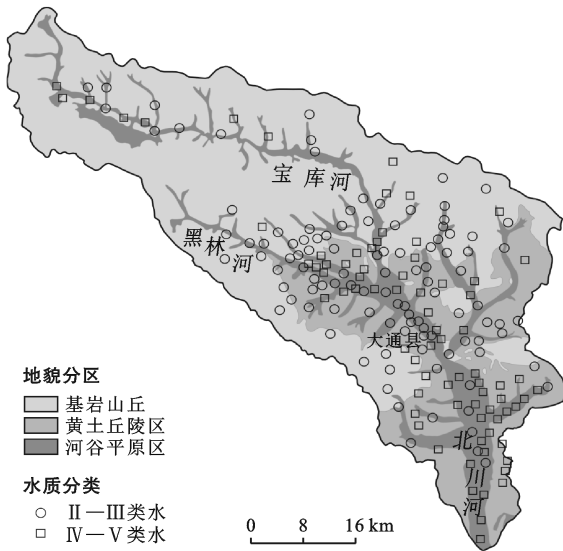 宝库河
黑林河
大通县
北川河
地貌分区
基岩山丘
黄土丘陵区
河谷平原区
水质分类
Ⅱ—Ⅲ类水
Ⅳ—Ⅴ类水
0 8 16 km